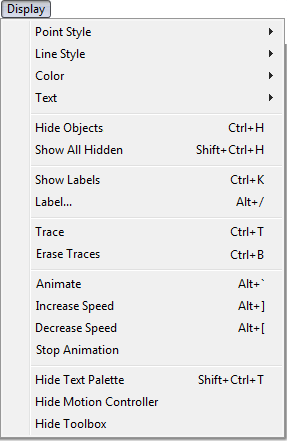 Display
Point Style
Line Style
Color
Text
Hide Objects Ctrl+H
Show All Hidden Shift+Ctrl+H
Show Labels Ctrl+K
Label... Alt+/
Trace Ctrl+T
Erase Traces Ctrl+B
Animate Alt+`
Increase Speed Alt+]
Decrease Speed Alt+[
Stop Animation
Hide Text Palette Shift+Ctrl+T
Hide Motion Controller
Hide Toolbox